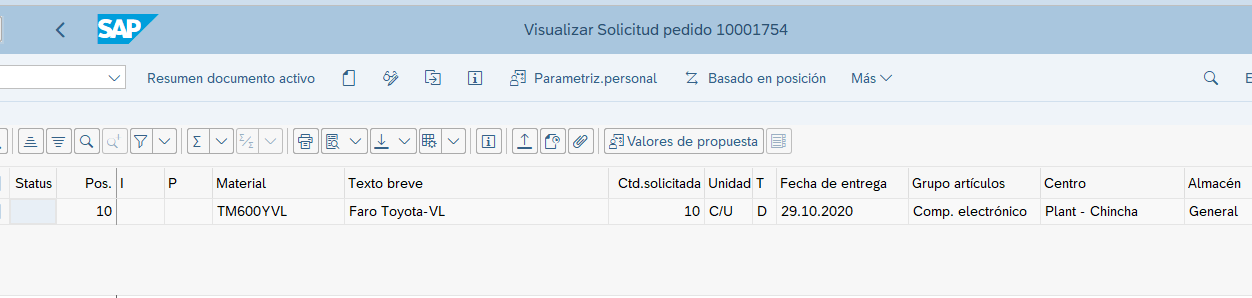 SAP Visualizar Solicitud pedido 10001754
Resumen documento activo Parametriz.personal Basado en posición Más E
Valores de propuesta
Status Pos. I P Material Texto breve Ctd.solicitada Unidad T Fecha de entrega Grupo artículos Centro Almacén
10 TM600YVL Faro Toyota-VL 10 C/U D 29.10.2020 Comp. electrónico Plant - Chincha General